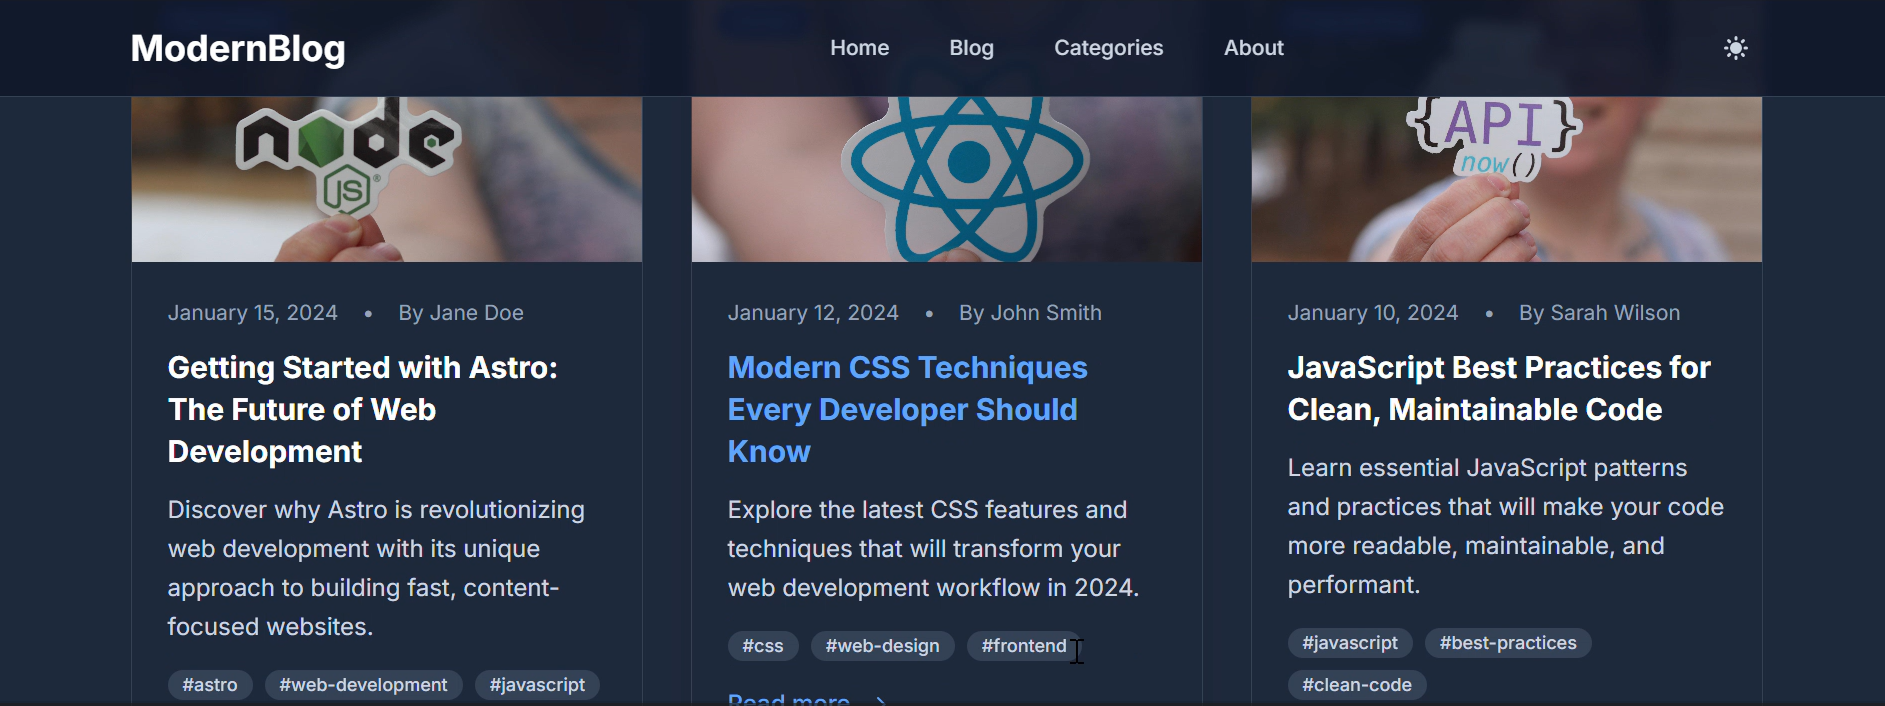 ModernBlog
Home Blog Categories About
node
JS
{API}
now()
January 15, 2024 • By Jane Doe
Getting Started with Astro:
The Future of Web
Development
Discover why Astro is revolutionizing
web development with its unique
approach to building fast, content-
focused websites.
#astro #web-development #javascript
January 12, 2024 • By John Smith
Modern CSS Techniques
Every Developer Should
Know
Explore the latest CSS features and
techniques that will transform your
web development workflow in 2024.
#css #web-design #frontend
Read more →
January 10, 2024 • By Sarah Wilson
JavaScript Best Practices for
Clean, Maintainable Code
Learn essential JavaScript patterns
and practices that will make your code
more readable, maintainable, and
performant.
#javascript #best-practices
#clean-code